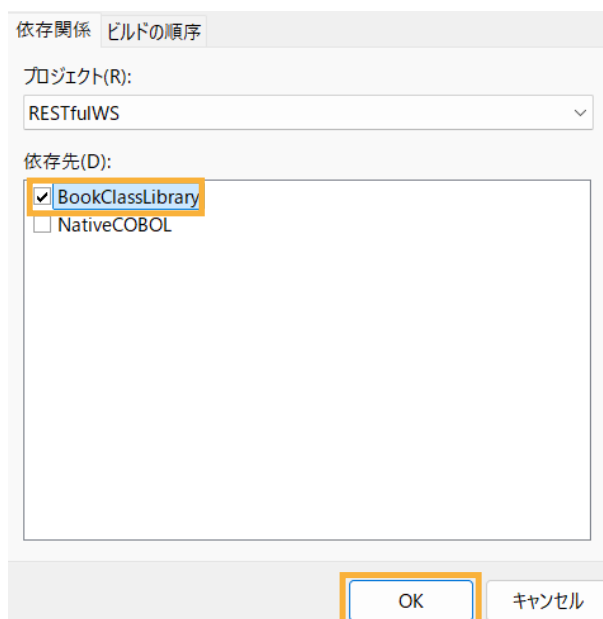 依存関係 ビルドの順序
プロジェクト(R):
RESTfulWS
依存先(D):
BookClassLibrary
NativeCOBOL
OK キャンセル